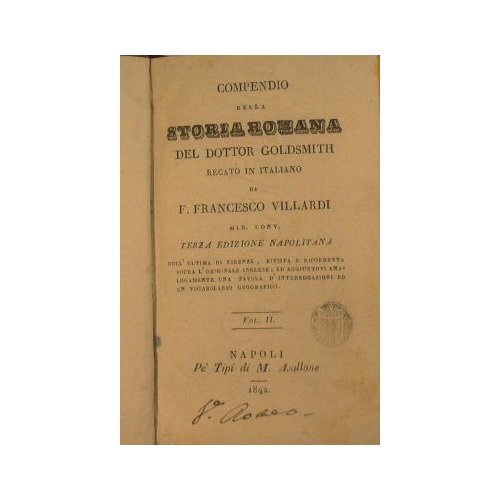 COMPENDIO
DELLA
STORIA ROMANA
DEL DOTTOR GOLDSMITH
RECATO IN ITALIANO
DA
F. FRANCESCO VILLARDI
MIN. CONV.
TERZA EDIZIONE NAPOLITANA
SULL' ULTIMA DI FIRENZE, RIVISTA E RICORRETTA
SOPRA L'ORIGINALE INGLESE; ED AGGIUNTOVI ANA-
LOGAMENTE UNA TAVOLA D'INTERROGAZIONI ED
UN VOCABOLARIO GEOGRAFICO.
VOL. II.
NAPOLI
Pe' Tipi di M. Avallone
1842.